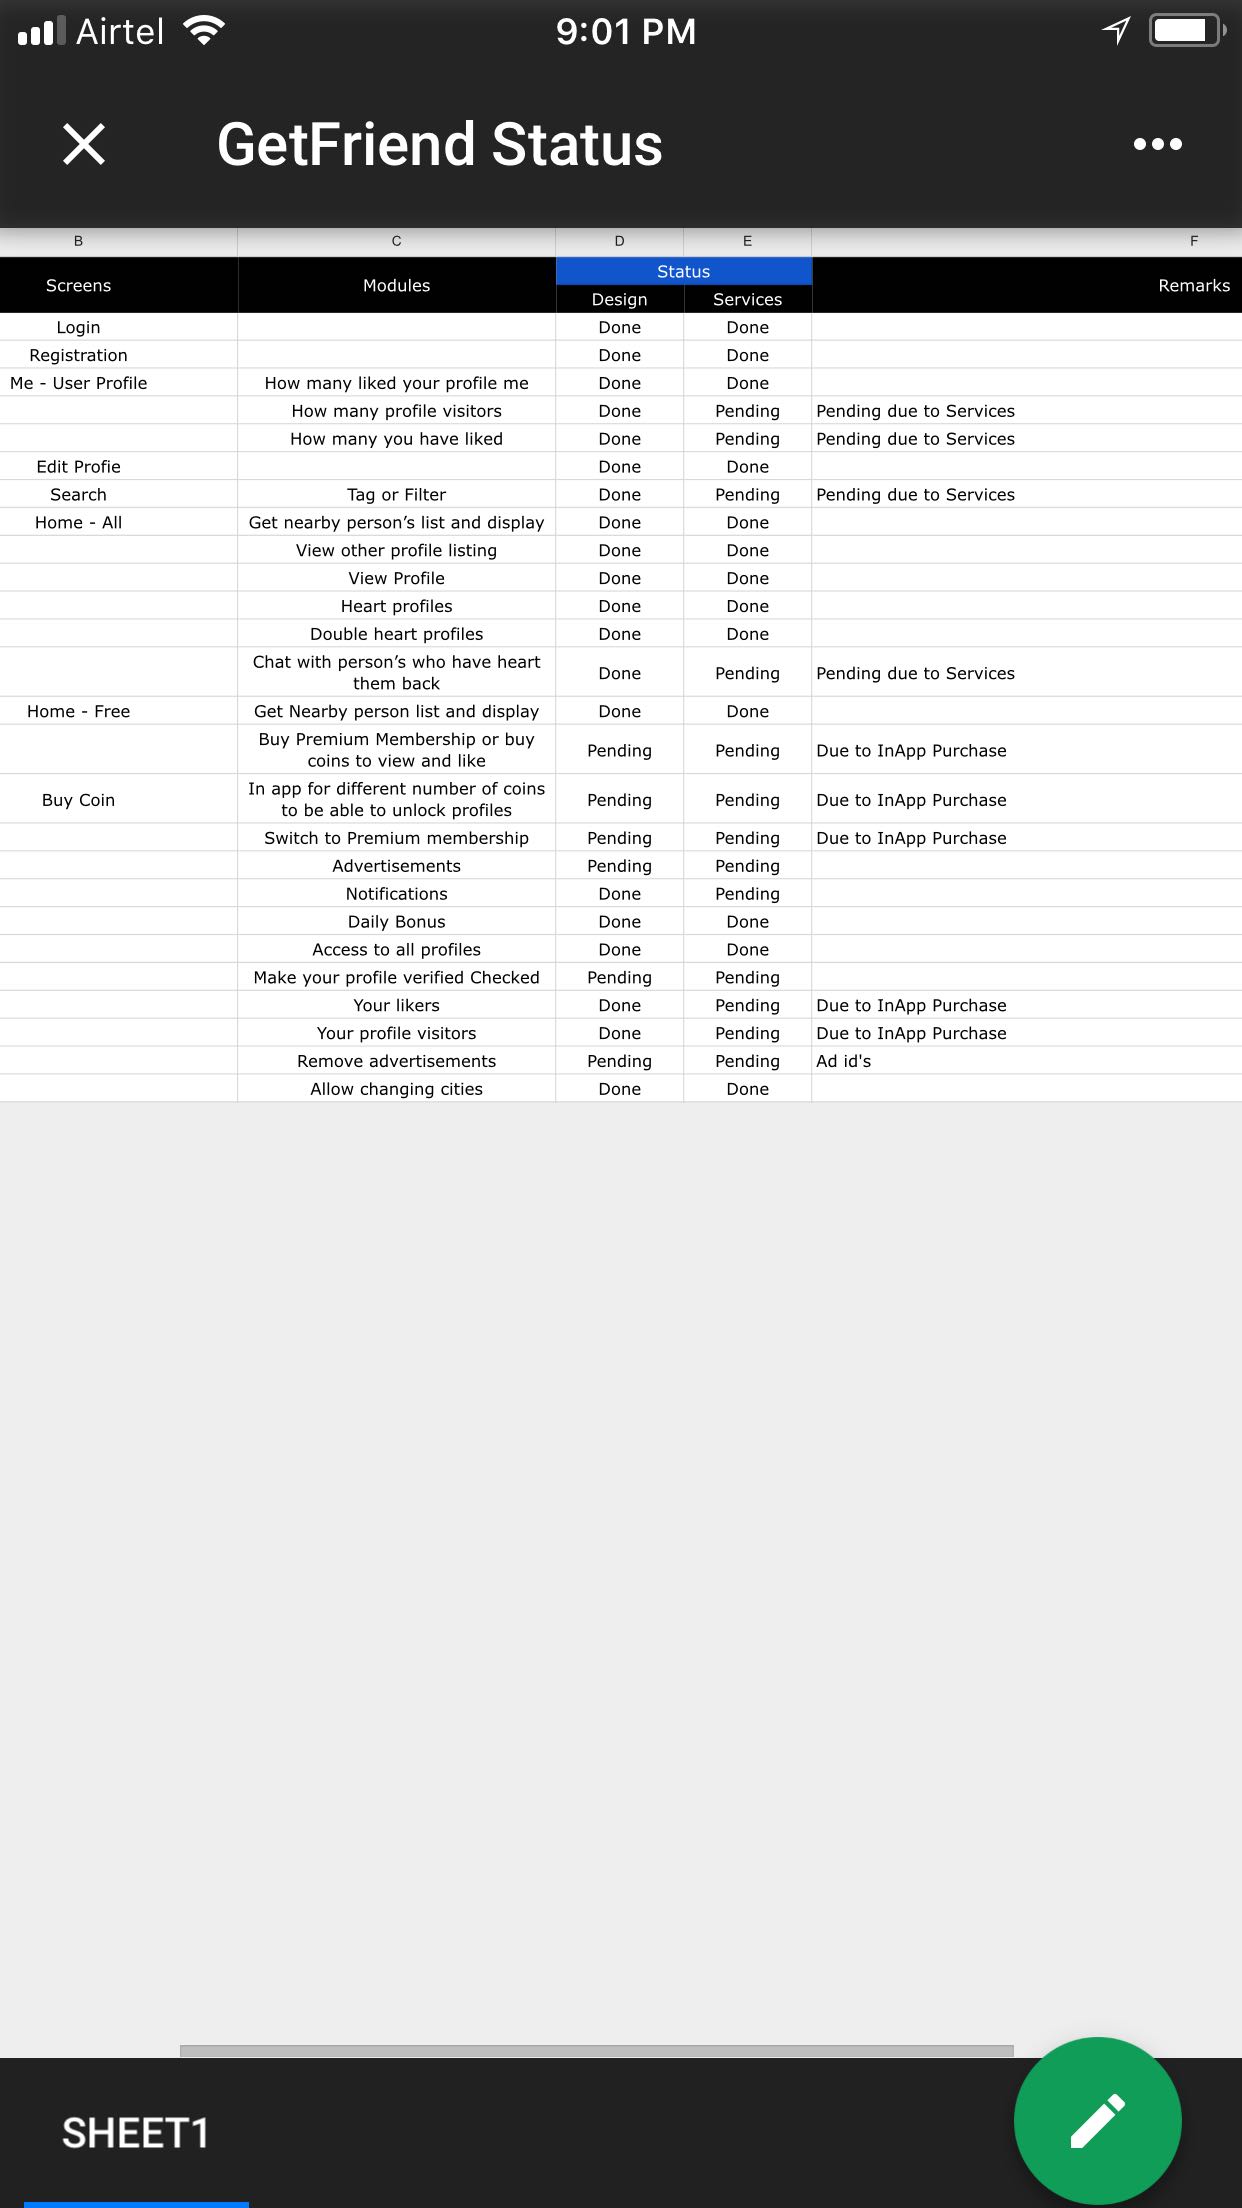 Airtel 9:01 PM
GetFriend Status
B C D E F
Screens Modules Status Remarks
Design Services
Login Done Done
Registration Done Done
Me - User Profile How many liked your profile me Done Done
How many profile visitors Done Pending Pending due to Services
How many you have liked Done Pending Pending due to Services
Edit Profie Done Done
Search Tag or Filter Done Pending Pending due to Services
Home - All Get nearby person’s list and display Done Done
View other profile listing Done Done
View Profile Done Done
Heart profiles Done Done
Double heart profiles Done Done
Chat with person’s who have heart
them back Done Pending Pending due to Services
Home - Free Get Nearby person list and display Done Done
Buy Premium Membership or buy
coins to view and like Pending Pending Due to InApp Purchase
Buy Coin In app for different number of coins
to be able to unlock profiles Pending Pending Due to InApp Purchase
Switch to Premium membership Pending Pending Due to InApp Purchase
Advertisements Pending Pending
Notifications Done Pending
Daily Bonus Done Done
Access to all profiles Done Done
Make your profile verified Checked Pending Pending
Your likers Done Pending Due to InApp Purchase
Your profile visitors Done Pending Due to InApp Purchase
Remove advertisements Pending Pending Ad id's
Allow changing cities Done Done
SHEET1